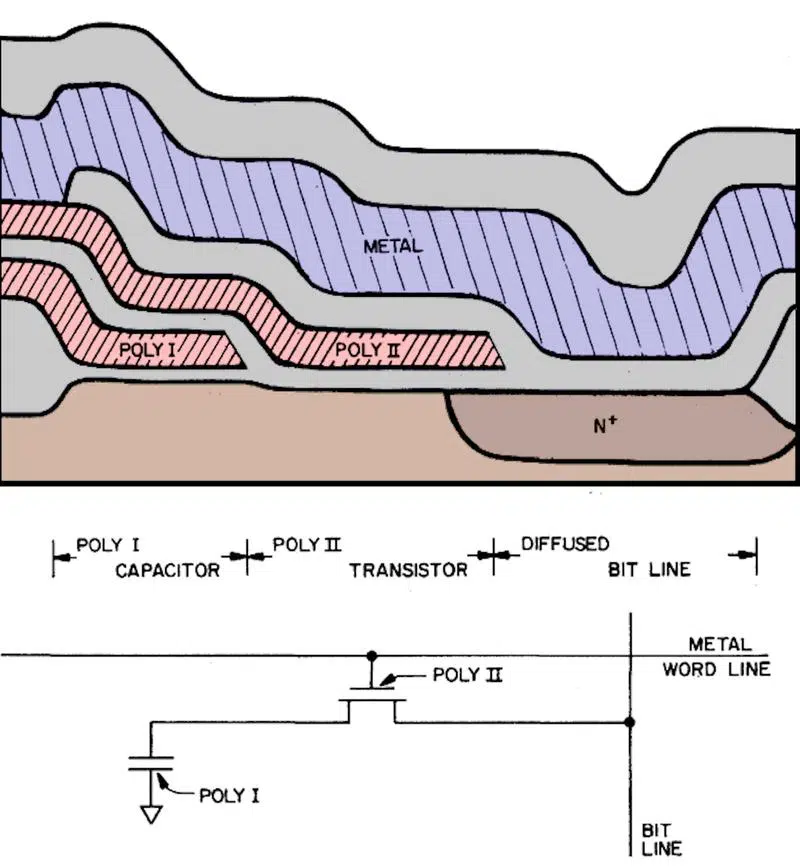 METAL
POLY I
POLY II
N+
POLY I
CAPACITOR
POLY II
TRANSISTOR
DIFFUSED
BIT LINE
METAL
WORD LINE
POLY II
POLY I
BIT
LINE